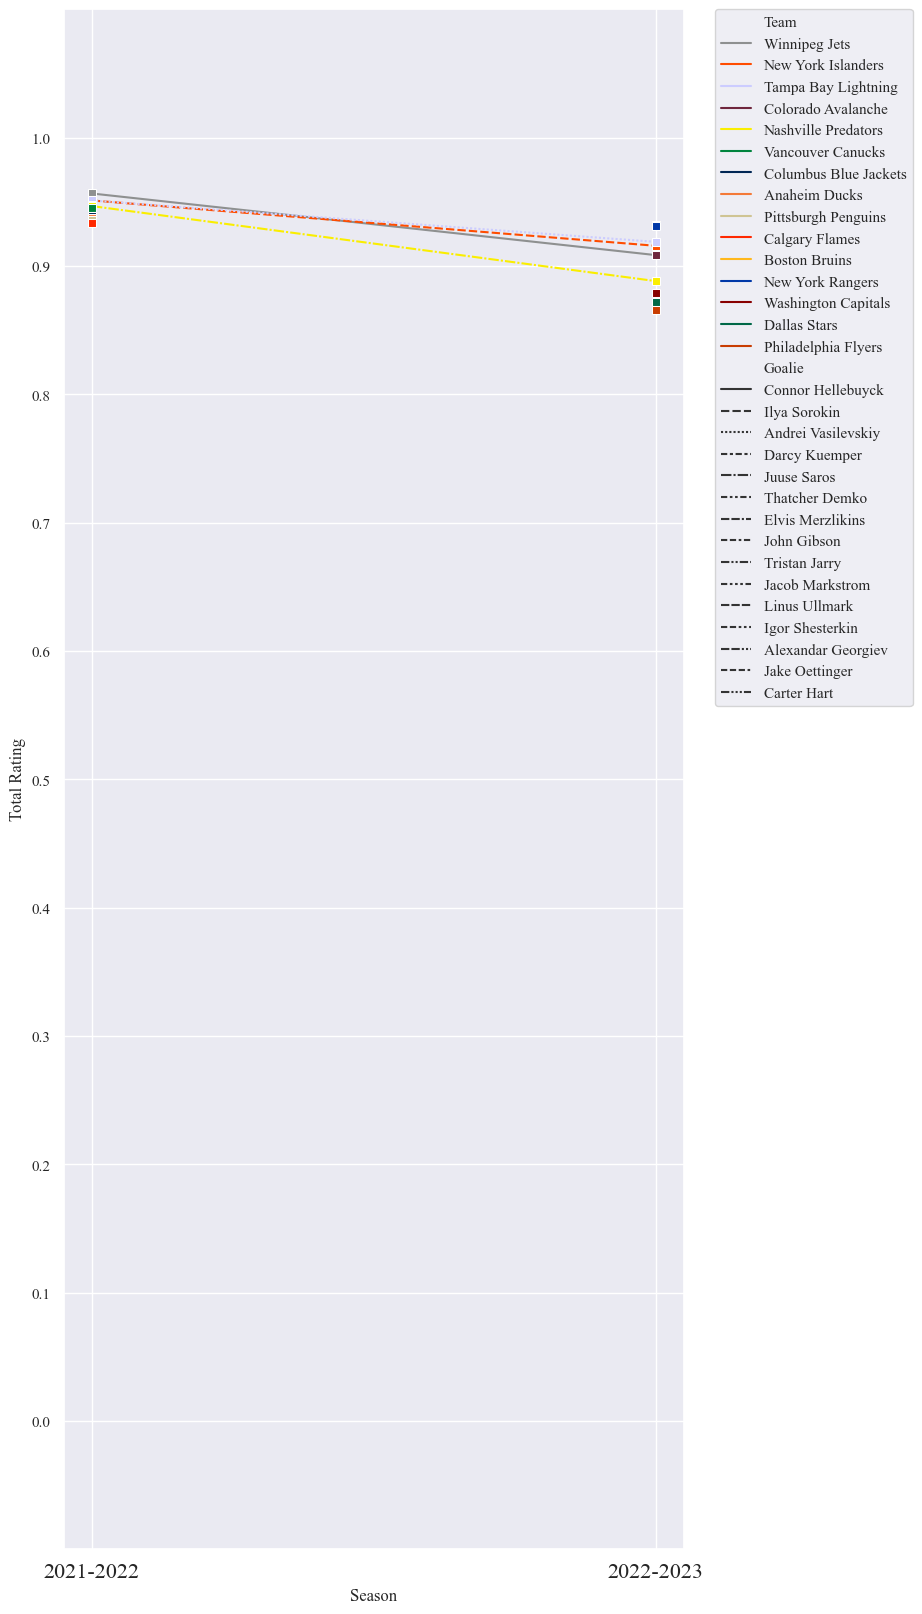 Team
Winnipeg Jets
New York Islanders
Tampa Bay Lightning
Colorado Avalanche
Nashville Predators
Vancouver Canucks
Columbus Blue Jackets
Anaheim Ducks
Pittsburgh Penguins
Calgary Flames
Boston Bruins
New York Rangers
Washington Capitals
Dallas Stars
Philadelphia Flyers
Goalie
Connor Hellebuyck
Ilya Sorokin
Andrei Vasilevskiy
Darcy Kuemper
Juuse Saros
Thatcher Demko
Elvis Merzlikins
John Gibson
Tristan Jarry
Jacob Markstrom
Linus Ullmark
Igor Shesterkin
Alexandar Georgiev
Jake Oettinger
Carter Hart
1.0
0.9
0.8
0.7
0.6
0.5
0.4
0.3
0.2
0.1
0.0
Total Rating
2021-2022
2022-2023
Season